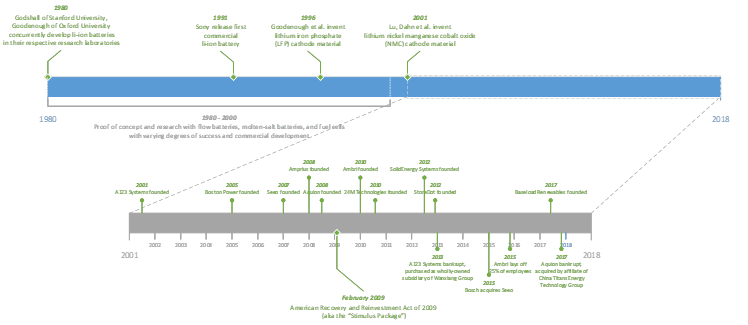 1980
Godshall of Stanford University,
Goodenough of Oxford University
concurrently develop li-ion batteries
in their respective research laboratories
1991
Sony release first
commercial
li-ion battery
1996
Goodenough et al. invent
lithium iron phosphate
(LFP) cathode material
2001
Lu, Dahn et al. invent
lithium nickel manganese cobalt oxide
(NMC) cathode material
1980
2018
1980 - 2000
Proof of concept and research with flow batteries, molten-salt batteries, and fuel cells
with varying degrees of success and commercial development.
2001
A123 Systems founded
2005
Boston Power founded
2007
Seeo founded
2008
Amprius founded
2008
Aquion founded
2010
Ambri founded
2010
24M Technologies founded
2012
SolidEnergy Systems founded
2012
StoreDot founded
2017
BaseLoad Renewables founded
2001
2002
2003
2004
2005
2006
2007
2008
2009
2010
2011
2012
2013
2014
2015
2016
2017
2018
2018
2013
A123 Systems bankrupt,
purchased as wholly-owned
subsidiary of Wanxiang Group
2015
Bosch acquires Seeo
2015
Ambri lays off
25% of employees
2017
Aquion bankrupt,
acquired by affiliate of
China Titans Energy
Technology Group
February 2009
American Recovery and Reinvestment Act of 2009
(aka the "Stimulus Package")